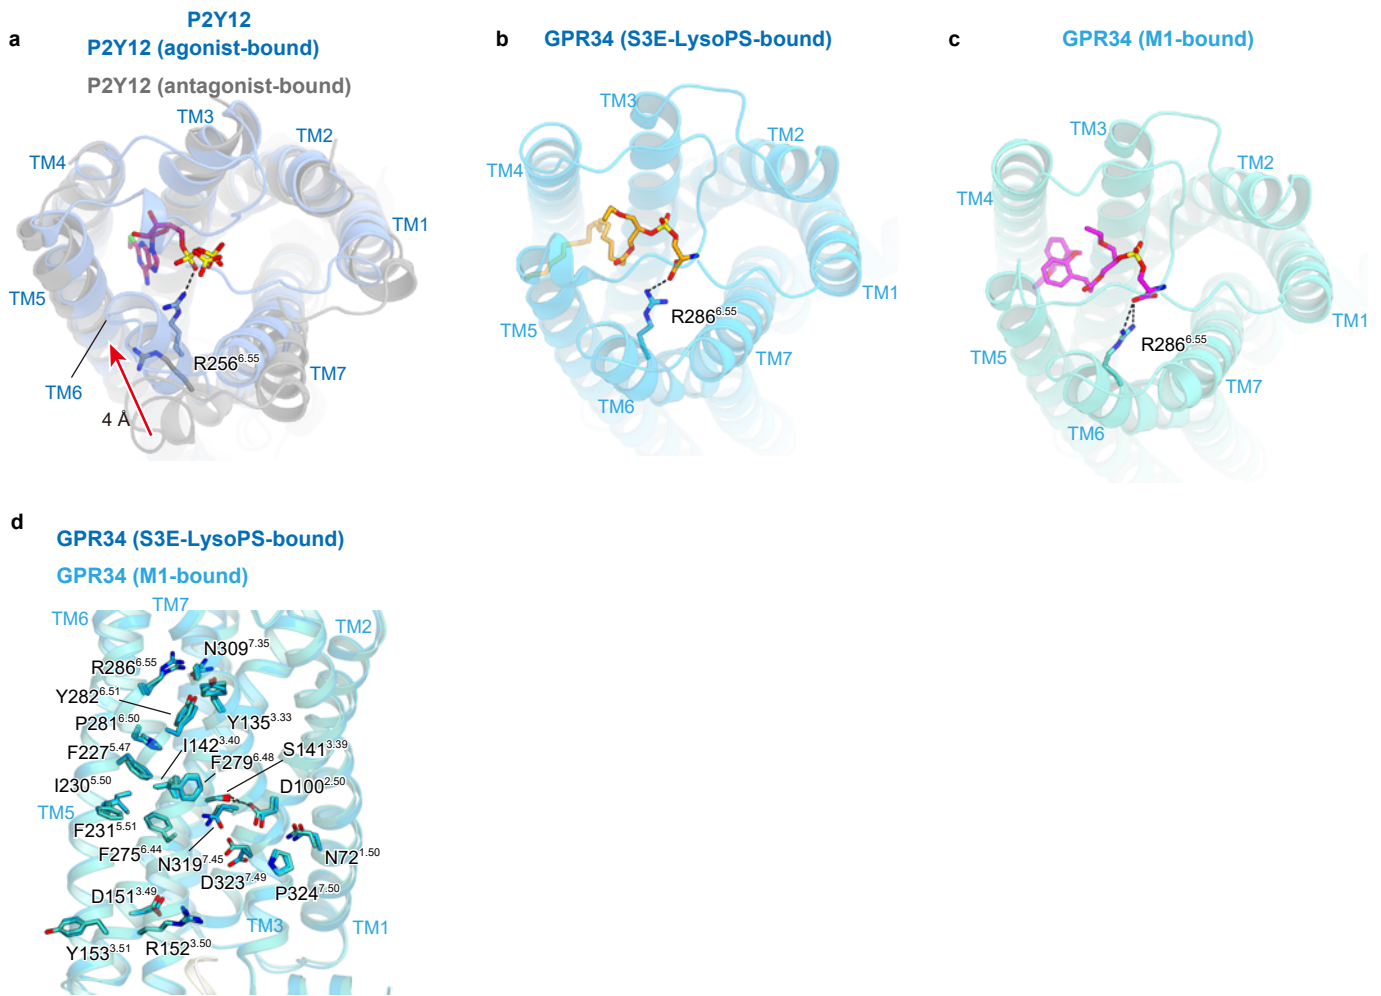 a
P2Y12
P2Y12 (agonist-bound)
P2Y12 (antagonist-bound)
TM3
TM2
TM4
TM1
TM5
R256^6.55
TM7
TM6
4 Å
b
GPR34 (S3E-LysoPS-bound)
TM3
TM2
TM4
TM1
R286^6.55
TM5
TM7
TM6
c
GPR34 (M1-bound)
TM3
TM2
TM4
TM1
R286^6.55
TM5
TM7
TM6
d
GPR34 (S3E-LysoPS-bound)
GPR34 (M1-bound)
TM7
TM6
TM2
N309^7.35
R286^6.55
Y282^6.51
Y135^3.33
P281^6.50
I142^3.40
S141^3.39
F227^5.47
F279^6.48
I230^5.50
D100^2.50
TM5
F231^5.51
F275^6.44
N319^7.45
N72^1.50
D323^7.49
P324^7.50
D151^3.49
TM3
TM1
Y153^3.51
R152^3.50